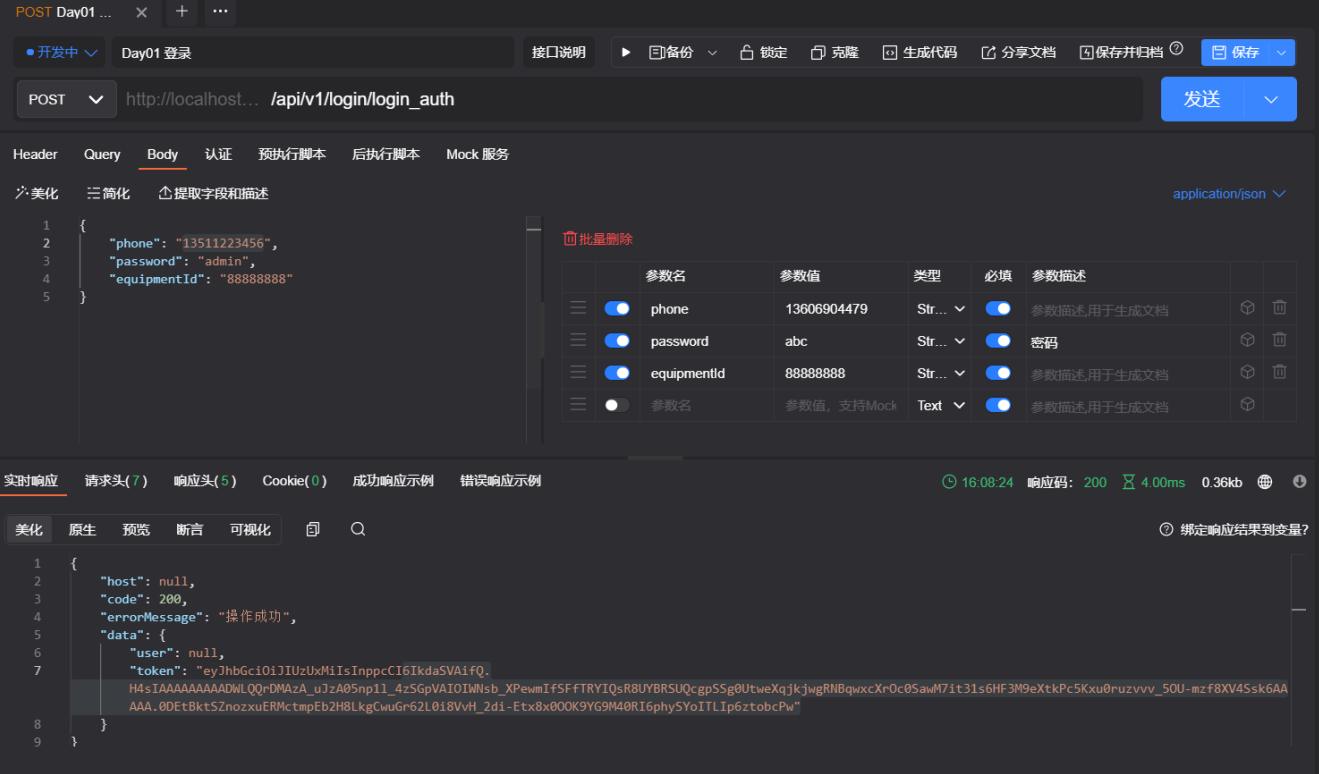 POST Day01 ...
开发中 Day01 登录 接口说明 备份 锁定 克隆 生成代码 分享文档 保存并归档 保存
POST http://localhost... /api/v1/login/login_auth 发送
Header Query Body 认证 预执行脚本 后执行脚本 Mock 服务
美化 简化 提取字段和描述 application/json
1 {
2 "phone": "13511223456",
3 "password": "admin",
4 "equipmentId": "88888888"
5 }
批量删除
参数名 参数值 类型 必填 参数描述
phone 13606904479 Str... 参数描述,用于生成文档
password abc Str... 密码
equipmentId 88888888 Str... 参数描述,用于生成文档
参数名 参数值，支持Mock Text 参数描述,用于生成文档
实时响应 请求头(7) 响应头(5) Cookie(0) 成功响应示例 错误响应示例 16:08:24 响应码： 200 4.00ms 0.36kb
美化 原生 预览 断言 可视化 绑定响应结果到变量?
1 {
2 "host": null,
3 "code": 200,
4 "errorMessage": "操作成功",
5 "data": {
6 "user": null,
7 "token": "eyJhbGciOiJIUzUxMiIsInppcCI6IkdaSVAifQ.
H4sIAAAAAAAAADWLQQrDMAzA_uJzA05np1l_4zSGpVAIOIWNsb_XPewmIfSFfTRYIQsR8UYBRSUQcgpSSg0UtweXqjkjwgRNBqwxcXrOc0SawM7it31s6HF3M9eXtkPc5Kxu0ruzvvv_5OU-mzf8XV4Ssk6AA
AAA.0DEtBktSZnozxuERMctmpEb2H8LkgCwuGr62L0i8VvH_2di-Etx8x0OOK9YG9M40RI6physYoITLIp6ztobcPw"
8 }
9 }